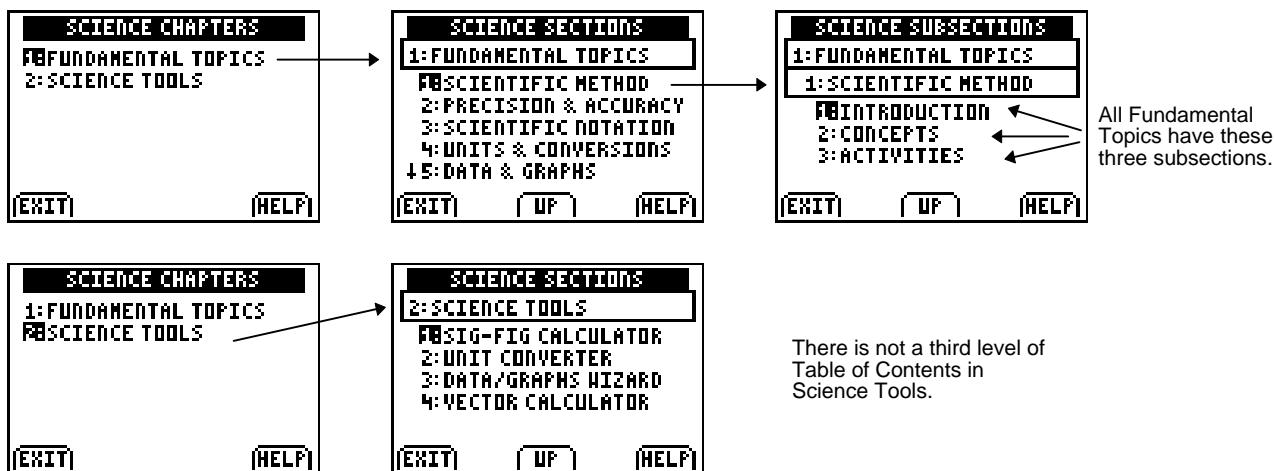 SCIENCE CHAPTERS
1:FUNDAMENTAL TOPICS
2:SCIENCE TOOLS
EXIT HELP
SCIENCE SECTIONS
1:FUNDAMENTAL TOPICS
1:SCIENTIFIC METHOD
2:PRECISION & ACCURACY
3:SCIENTIFIC NOTATION
4:UNITS & CONVERSIONS
↓5:DATA & GRAPHS
EXIT UP HELP
SCIENCE SUBSECTIONS
1:FUNDAMENTAL TOPICS
1:SCIENTIFIC METHOD
1:INTRODUCTION
2:CONCEPTS
3:ACTIVITIES
EXIT UP HELP
All Fundamental
Topics have these
three subsections.
SCIENCE CHAPTERS
1:FUNDAMENTAL TOPICS
2:SCIENCE TOOLS
EXIT HELP
SCIENCE SECTIONS
2:SCIENCE TOOLS
1:SIG-FIG CALCULATOR
2:UNIT CONVERTER
3:DATA/GRAPHS WIZARD
4:VECTOR CALCULATOR
EXIT UP HELP
There is not a third level of
Table of Contents in
Science Tools.